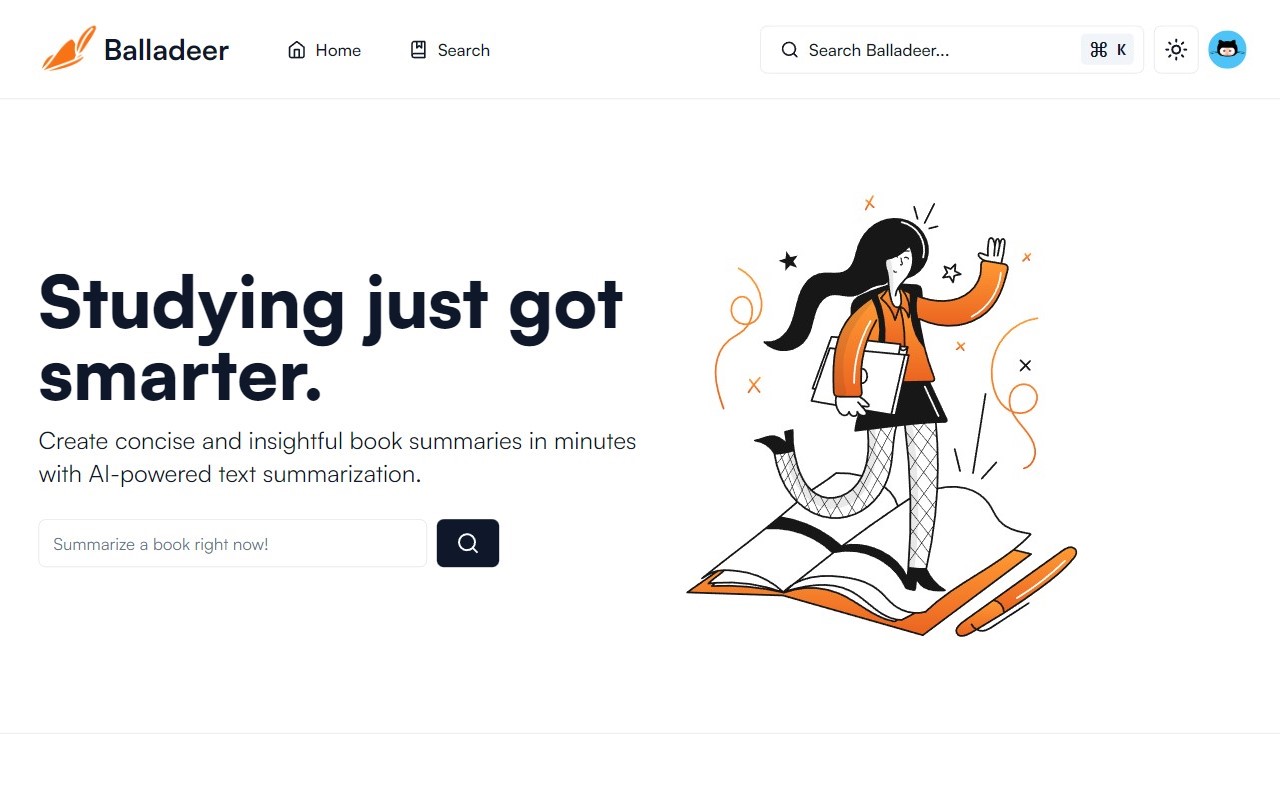 Balladeer
Home
Search
Search Balladeer...
⌘ K
Studying just got
smarter.
Create concise and insightful book summaries in minutes
with AI-powered text summarization.
Summarize a book right now!